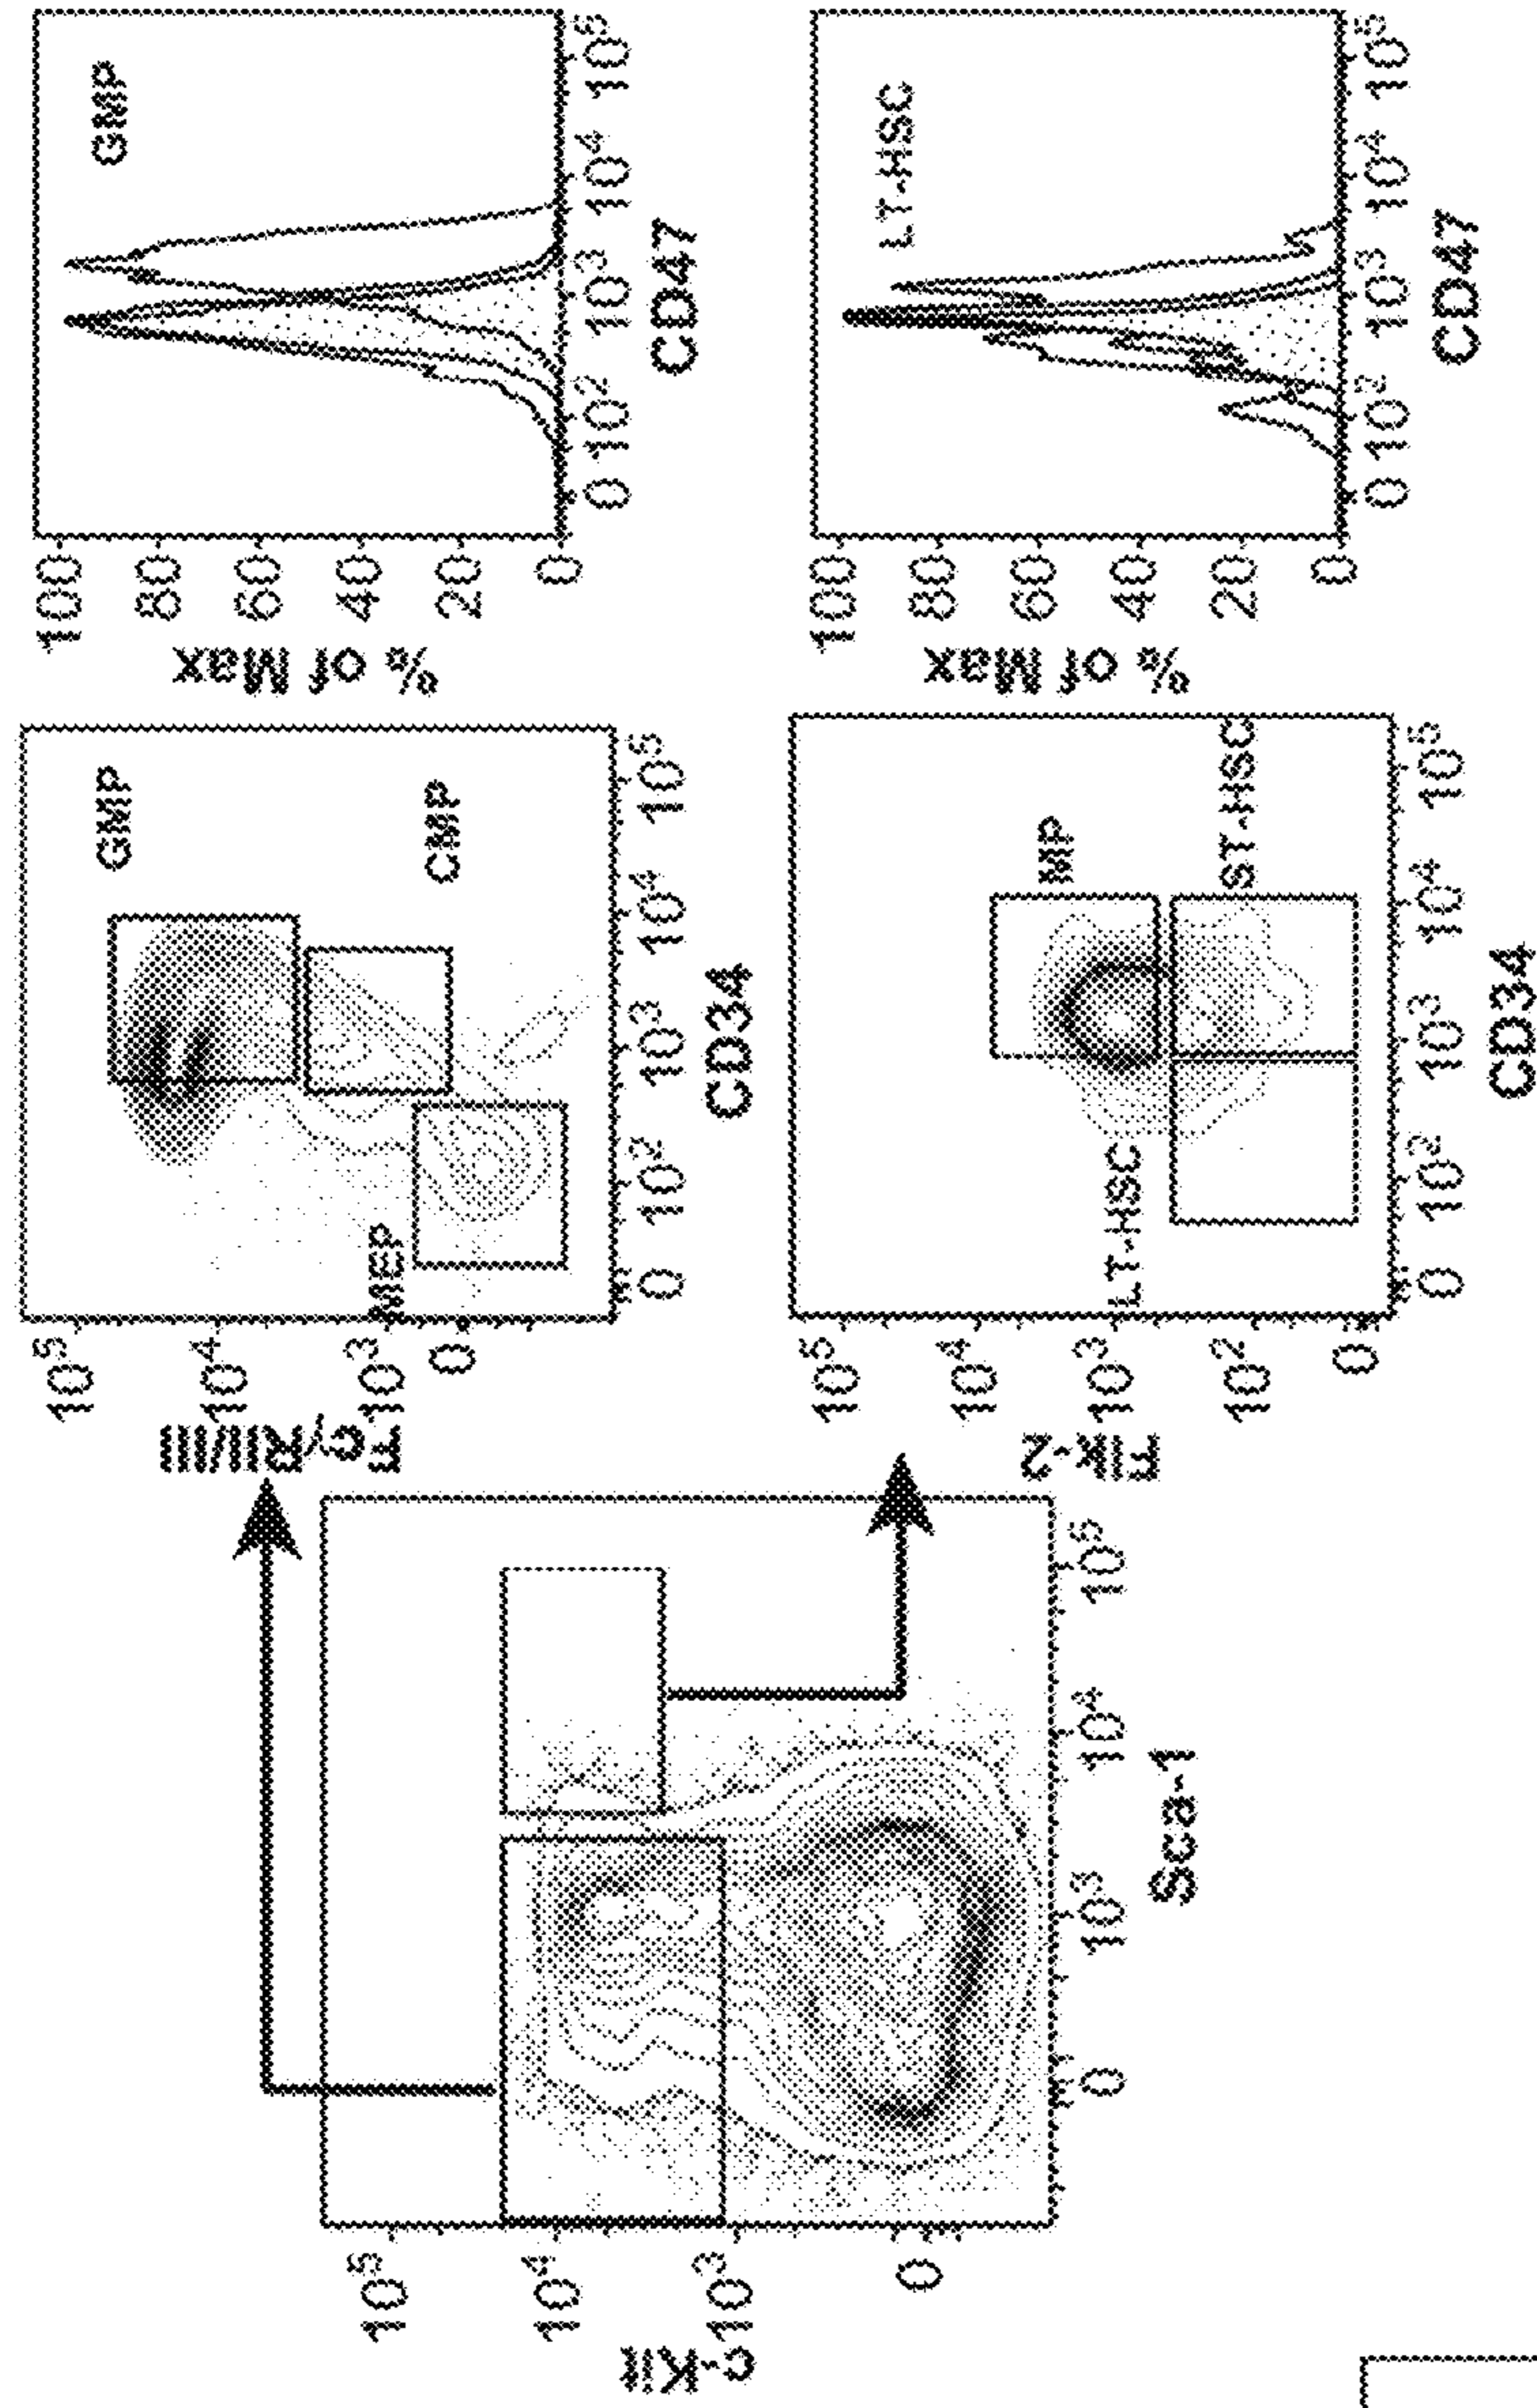 c-Kit
10⁵
10⁴
10³
0
0
10³
10⁴
10⁵
Sca-1
FcγRII/III
10⁵
10⁴
10³
0
GMP
CMP
MEP
0
10²
10³
10⁴
10⁵
CD34
% of Max
100
80
60
40
20
0
GMP
0
10²
10³
10⁴
10⁵
CD47
Flk-2
10⁵
10⁴
10³
10²
0
MP
LT-HSC
ST-HSC
0
10²
10³
10⁴
10⁵
CD34
% of Max
100
80
60
40
20
0
LT-HSC
0
10²
10³
10⁴
10⁵
CD47